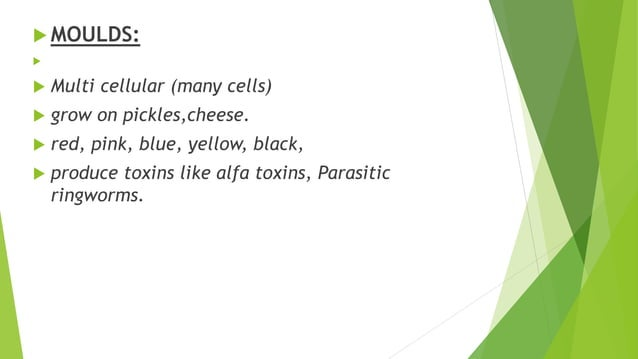 MOULDS:
Multi cellular (many cells)
grow on pickles,cheese.
red, pink, blue, yellow, black,
produce toxins like alfa toxins, Parasitic
ringworms.